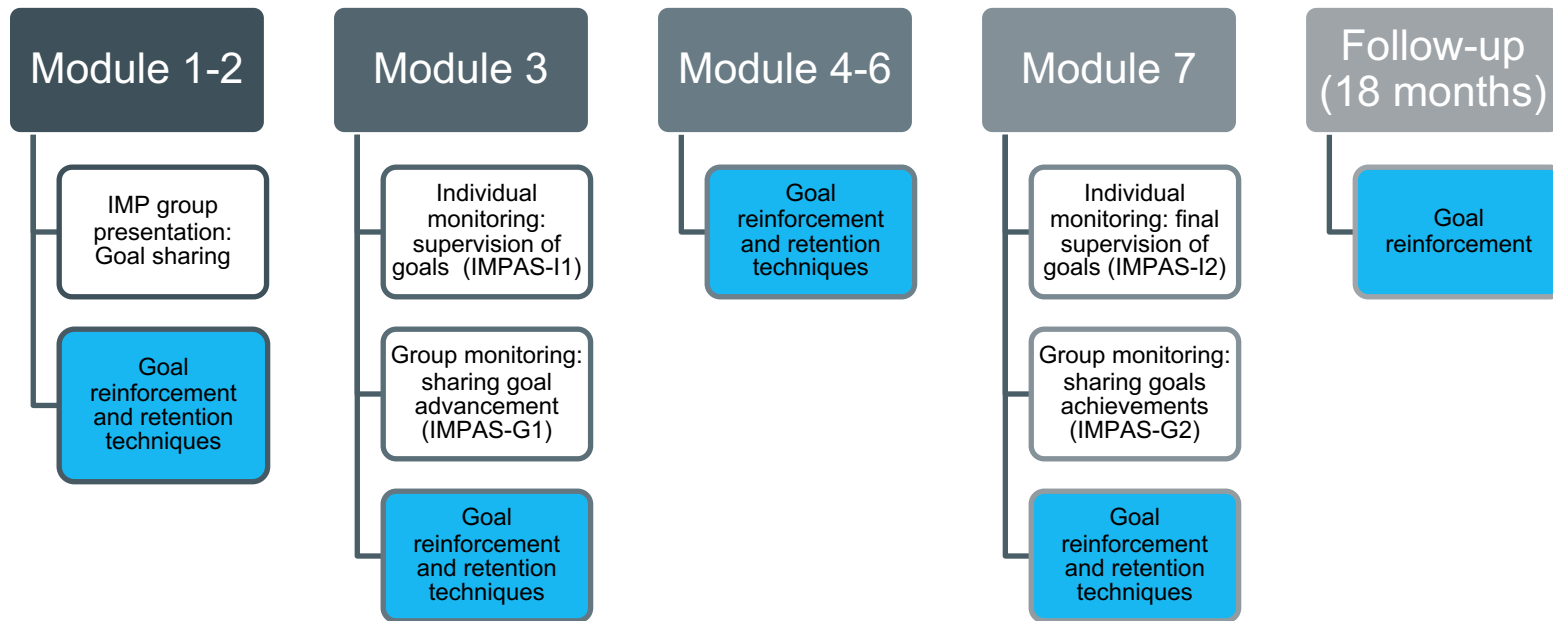 Module 1-2
IMP group
presentation:
Goal sharing
Goal
reinforcement
and retention
techniques
Module 3
Individual
monitoring:
supervision of
goals (IMPAS-I1)
Group monitoring:
sharing goal
advancement
(IMPAS-G1)
Goal
reinforcement
and retention
techniques
Module 4-6
Goal
reinforcement
and retention
techniques
Module 7
Individual
monitoring: final
supervision of
goals (IMPAS-I2)
Group monitoring:
sharing goals
achievements
(IMPAS-G2)
Goal
reinforcement
and retention
techniques
Follow-up
(18 months)
Goal
reinforcement